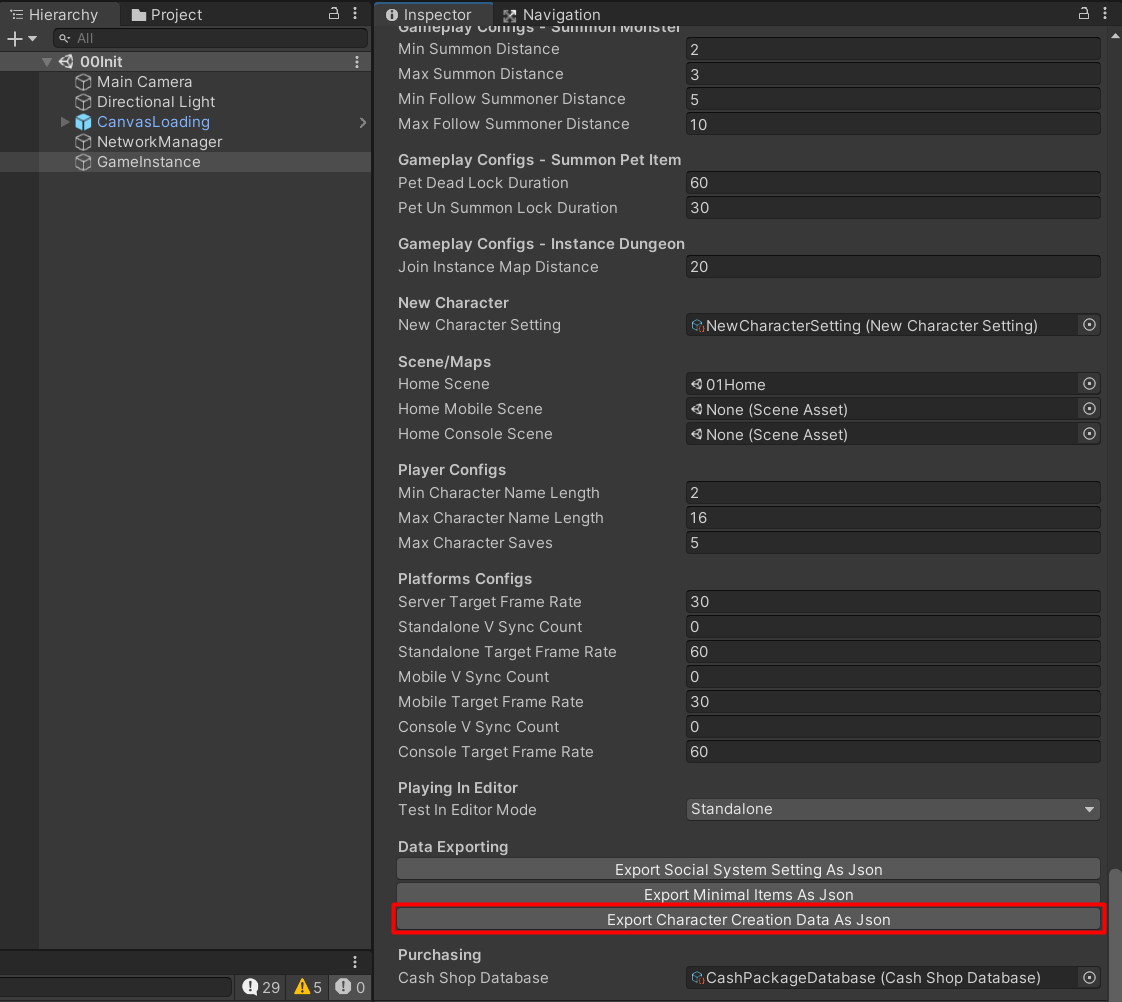 Hierarchy
Project
All
00Init
Main Camera
Directional Light
CanvasLoading
NetworkManager
GameInstance
29
5
0
Inspector
Navigation
Gameplay Configs - Summon Monster
Min Summon Distance 2
Max Summon Distance 3
Min Follow Summoner Distance 5
Max Follow Summoner Distance 10
Gameplay Configs - Summon Pet Item
Pet Dead Lock Duration 60
Pet Un Summon Lock Duration 30
Gameplay Configs - Instance Dungeon
Join Instance Map Distance 20
New Character
New Character Setting NewCharacterSetting (New Character Setting)
Scene/Maps
Home Scene 01Home
Home Mobile Scene None (Scene Asset)
Home Console Scene None (Scene Asset)
Player Configs
Min Character Name Length 2
Max Character Name Length 16
Max Character Saves 5
Platforms Configs
Server Target Frame Rate 30
Standalone V Sync Count 0
Standalone Target Frame Rate 60
Mobile V Sync Count 0
Mobile Target Frame Rate 30
Console V Sync Count 0
Console Target Frame Rate 60
Playing In Editor
Test In Editor Mode Standalone
Data Exporting
Export Social System Setting As Json
Export Minimal Items As Json
Export Character Creation Data As Json
Purchasing
Cash Shop Database CashPackageDatabase (Cash Shop Database)